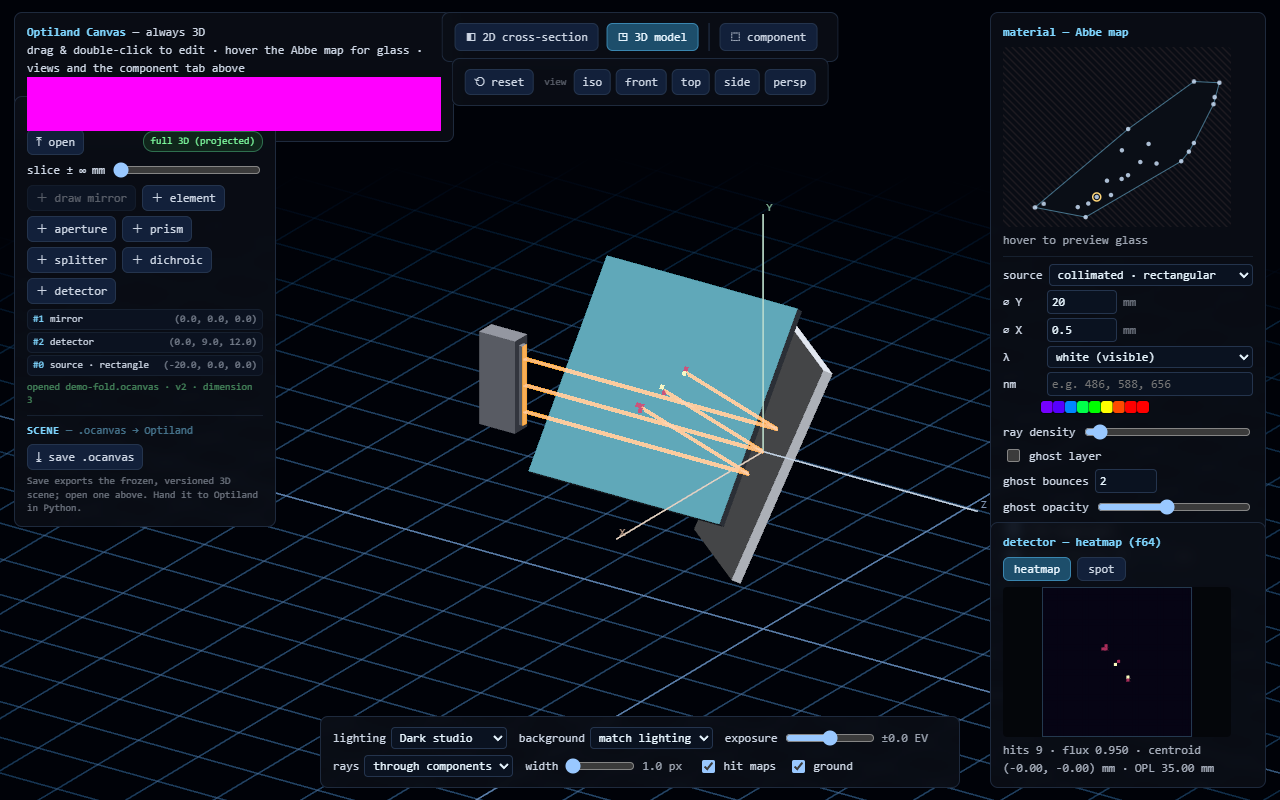 Optiland Canvas — always 3D
drag & double-click to edit · hover the Abbe map for glass ·
views and the component tab above
open
full 3D (projected)
slice ± ∞ mm
+ draw mirror
+ element
+ aperture
+ prism
+ splitter
+ dichroic
+ detector
#1 mirror (0.0, 0.0, 0.0)
#2 detector (0.0, 9.0, 12.0)
#0 source · rectangle (-20.0, 0.0, 0.0)
opened demo-fold.ocanvas · v2 · dimension
3
SCENE — .ocanvas → Optiland
save .ocanvas
Save exports the frozen, versioned 3D
scene; open one above. Hand it to Optiland
in Python.
2D cross-section
3D model
component
reset
view
iso
front
top
side
persp
Y
Z
X
lighting
Dark studio
background
match lighting
exposure
±0.0 EV
rays
through components
width
1.0 px
hit maps
ground
material — Abbe map
hover to preview glass
source
collimated · rectangular
⌀ Y
20
mm
⌀ X
0.5
mm
λ
white (visible)
nm
e.g. 486, 588, 656
ray density
ghost layer
ghost bounces
2
ghost opacity
detector — heatmap (f64)
heatmap
spot
hits 9 · flux 0.950 · centroid
(-0.00, -0.00) mm · OPL 35.00 mm